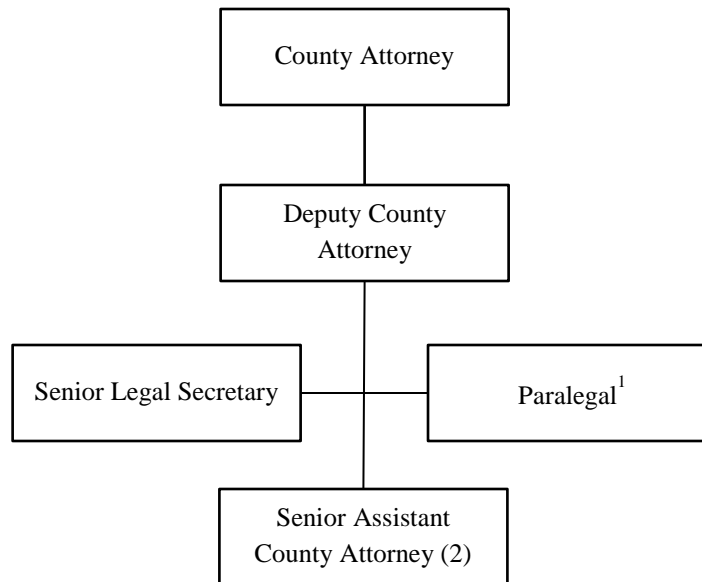 County Attorney
Deputy County
Attorney
Senior Legal Secretary
Paralegal¹
Senior Assistant
County Attorney (2)